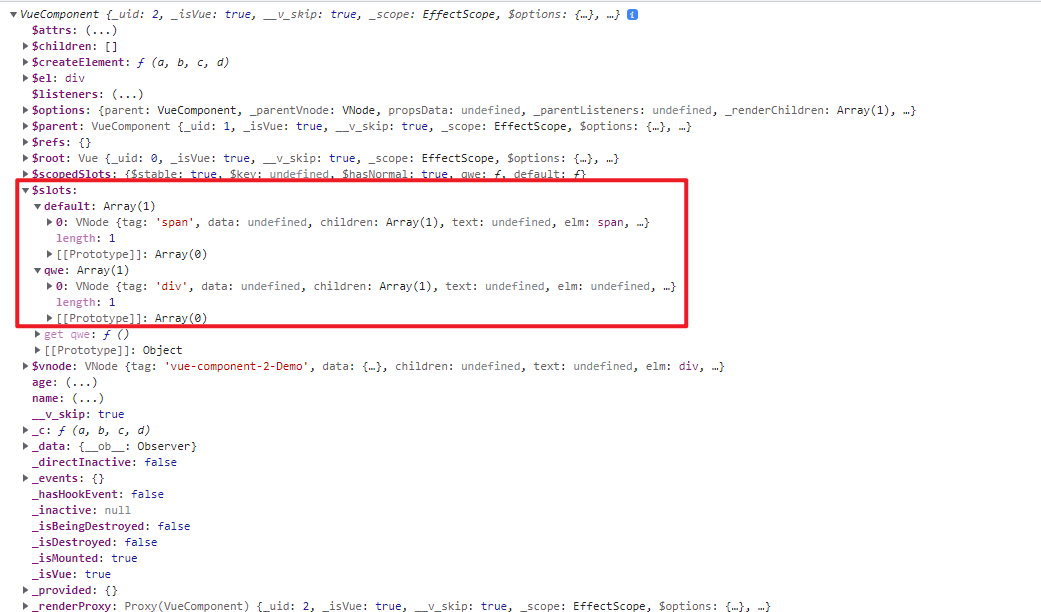 VueComponent {_uid: 2, _isVue: true, __v_skip: true, _scope: EffectScope, $options: {…}, …} i
$attrs: (...)
$children: []
$createElement: ƒ (a, b, c, d)
$el: div
$listeners: (...)
$options: {parent: VueComponent, _parentVnode: VNode, propsData: undefined, _parentListeners: undefined, _renderChildren: Array(1), …}
$parent: VueComponent {_uid: 1, _isVue: true, __v_skip: true, _scope: EffectScope, $options: {…}, …}
$refs: {}
$root: Vue {_uid: 0, _isVue: true, __v_skip: true, _scope: EffectScope, $options: {…}, …}
$scopedSlots: {$stable: true, $key: undefined, $hasNormal: true, qwe: ƒ, default: ƒ}
$slots:
default: Array(1)
0: VNode {tag: 'span', data: undefined, children: Array(1), text: undefined, elm: span, …}
length: 1
[[Prototype]]: Array(0)
qwe: Array(1)
0: VNode {tag: 'div', data: undefined, children: Array(1), text: undefined, elm: undefined, …}
length: 1
[[Prototype]]: Array(0)
get qwe: ƒ ()
[[Prototype]]: Object
$vnode: VNode {tag: 'vue-component-2-Demo', data: {…}, children: undefined, text: undefined, elm: div, …}
age: (...)
name: (...)
__v_skip: true
_c: ƒ (a, b, c, d)
_data: {__ob__: Observer}
_directInactive: false
_events: {}
_hasHookEvent: false
_inactive: null
_isBeingDestroyed: false
_isDestroyed: false
_isMounted: true
_isVue: true
_provided: {}
_renderProxy: Proxy(VueComponent) {_uid: 2, _isVue: true, __v_skip: true, _scope: EffectScope, $options: {…}, …}